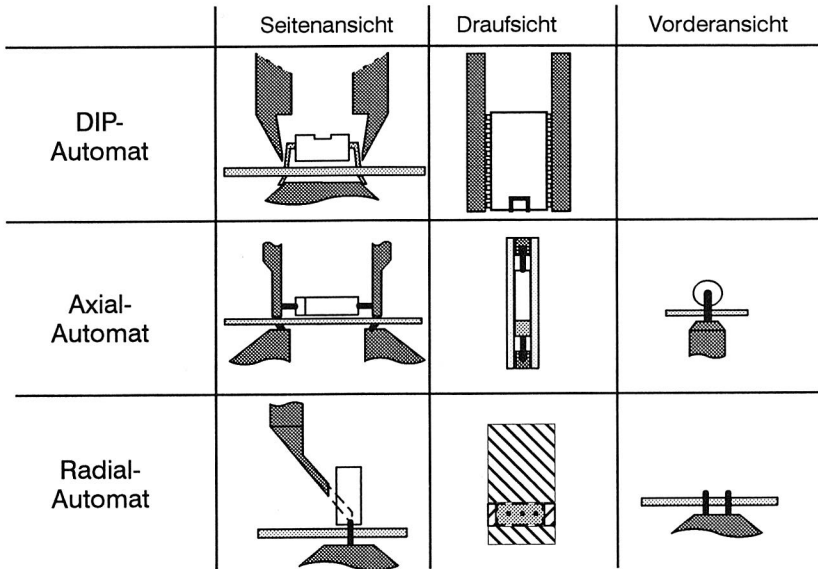 Seitenansicht
Draufsicht
Vorderansicht
DIP-
Automat
Axial-
Automat
Radial-
Automat